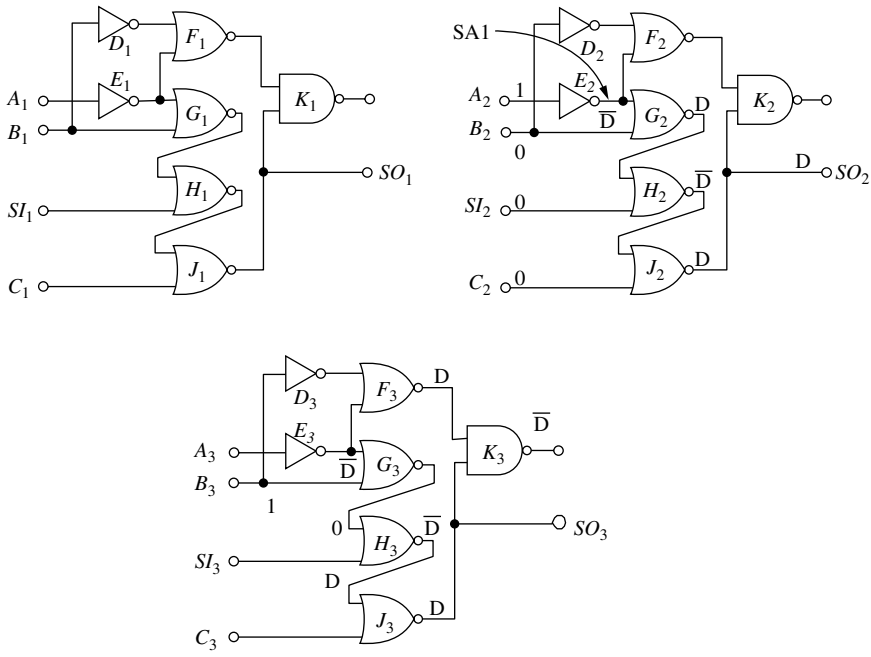 D₁
F₁
E₁
A₁
B₁
G₁
K₁
H₁
SI₁
SO₁
J₁
C₁
SA1
D₂
F₂
E₂
A₂ 1
B₂
0
D̅
G₂ D
K₂
H₂ D̅
SI₂ 0
D SO₂
J₂ D
C₂ 0
D₃
F₃ D
E₃
A₃
B₃
1
D̅
G₃
K₃ D̅
0
H₃ D̅
SI₃
SO₃
D
J₃ D
C₃